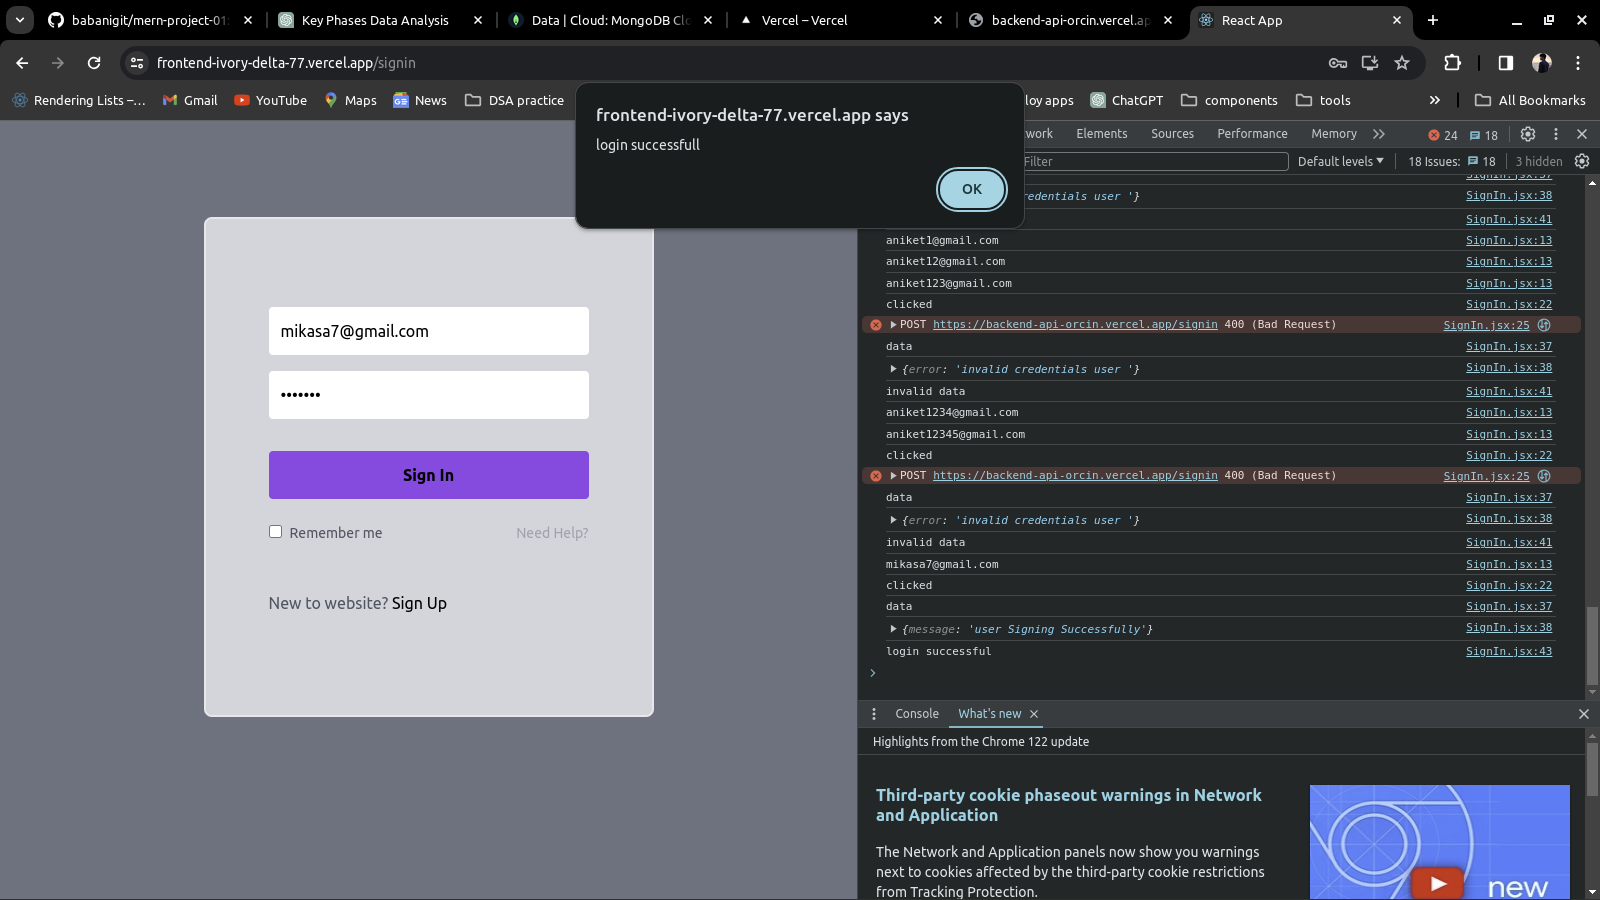 babanigit/mern-project-01:
Key Phases Data Analysis
Data | Cloud: MongoDB Clo
Vercel – Vercel
backend-api-orcin.vercel.ap
React App
frontend-ivory-delta-77.vercel.app/signin
Rendering Lists –...
Gmail
YouTube
Maps
News
DSA practice
loy apps
ChatGPT
components
tools
All Bookmarks
frontend-ivory-delta-77.vercel.app says
login successfull
OK
mikasa7@gmail.com
•••••••
Sign In
Remember me
Need Help?
New to website? Sign Up
work
Elements
Sources
Performance
Memory
24
18
Filter
Default levels
18 Issues:
18
3 hidden
SignIn.jsx:37
credentials user '}
SignIn.jsx:38
SignIn.jsx:41
aniket1@gmail.com SignIn.jsx:13
aniket12@gmail.com SignIn.jsx:13
aniket123@gmail.com SignIn.jsx:13
clicked SignIn.jsx:22
POST https://backend-api-orcin.vercel.app/signin 400 (Bad Request) SignIn.jsx:25
data SignIn.jsx:37
{error: 'invalid credentials user '} SignIn.jsx:38
invalid data SignIn.jsx:41
aniket1234@gmail.com SignIn.jsx:13
aniket12345@gmail.com SignIn.jsx:13
clicked SignIn.jsx:22
POST https://backend-api-orcin.vercel.app/signin 400 (Bad Request) SignIn.jsx:25
data SignIn.jsx:37
{error: 'invalid credentials user '} SignIn.jsx:38
invalid data SignIn.jsx:41
mikasa7@gmail.com SignIn.jsx:13
clicked SignIn.jsx:22
data SignIn.jsx:37
{message: 'user Signing Successfully'} SignIn.jsx:38
login successful SignIn.jsx:43
Console
What's new
Highlights from the Chrome 122 update
Third-party cookie phaseout warnings in Network
and Application
The Network and Application panels now show you warnings
next to cookies affected by the third-party cookie restrictions
from Tracking Protection.
new